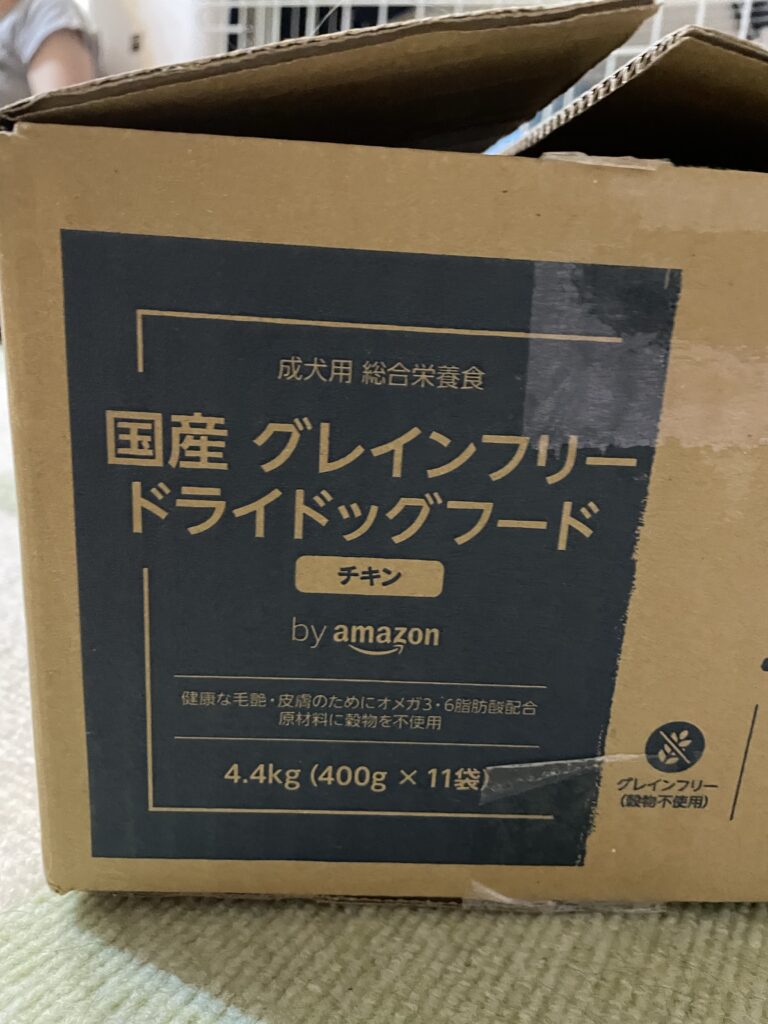 成犬用 総合栄養食
国産 グレインフリー
ドライドッグフード
チキン
by amazon
健康な毛艶・皮膚のためにオメガ3・6脂肪酸配合
原材料に穀物を不使用
4.4kg (400g × 11袋)
グレインフリー
(穀物不使用)